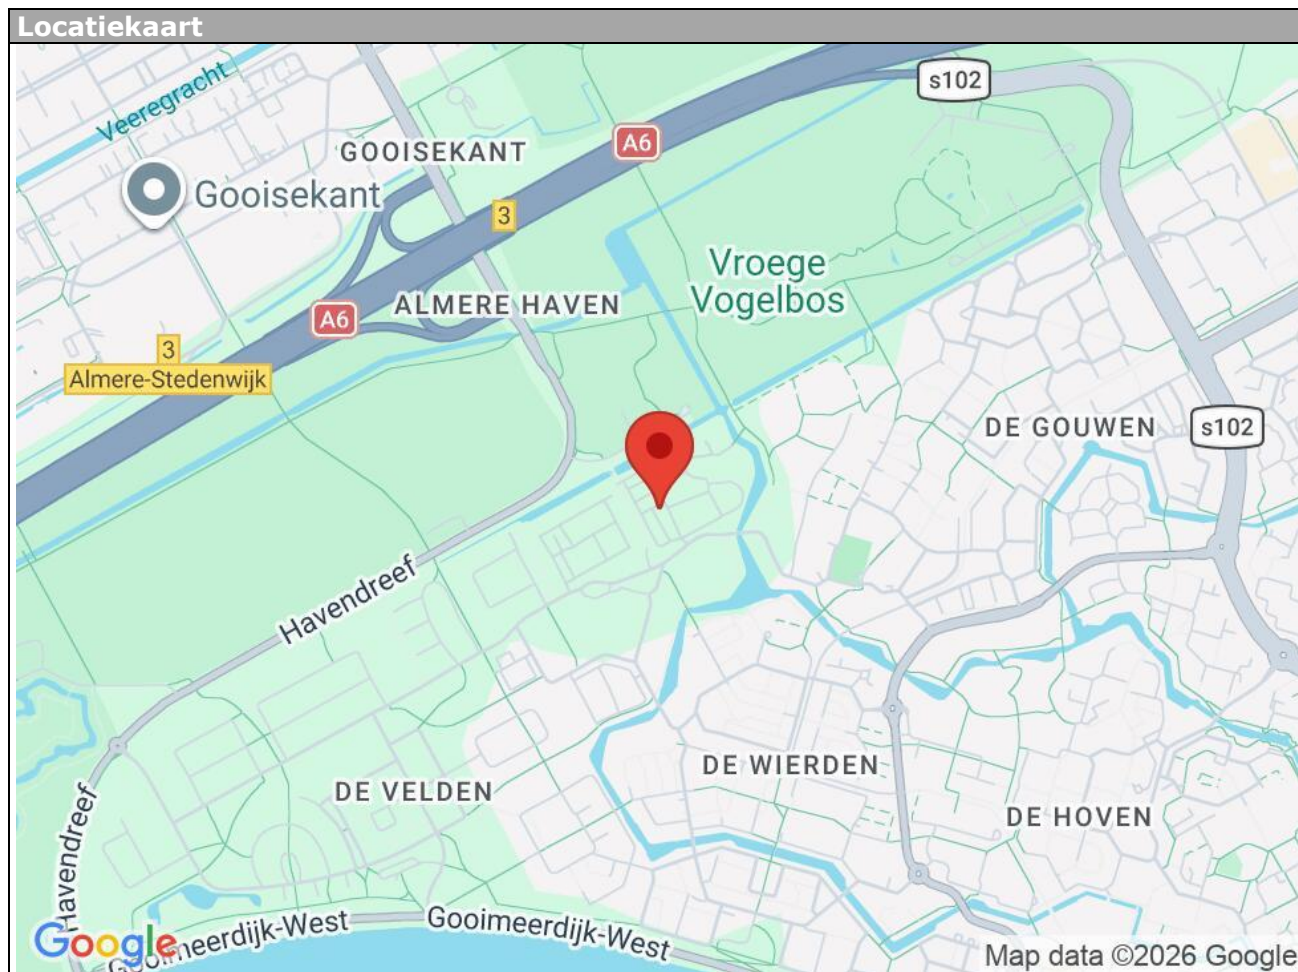 Locatiekaart
Veeregracht
s102
A6
GOOISEKANT
Gooisekant
3
Vroege
Vogelbos
ALMERE HAVEN
A6
3
Almere-Stedenwijk
DE GOUWEN
s102
Havendreef
DE WIERDEN
DE VELDEN
DE HOVEN
Havendreef
Gooimeerdijk-West
Gooimeerdijk-West
Google
Map data ©2026 Google